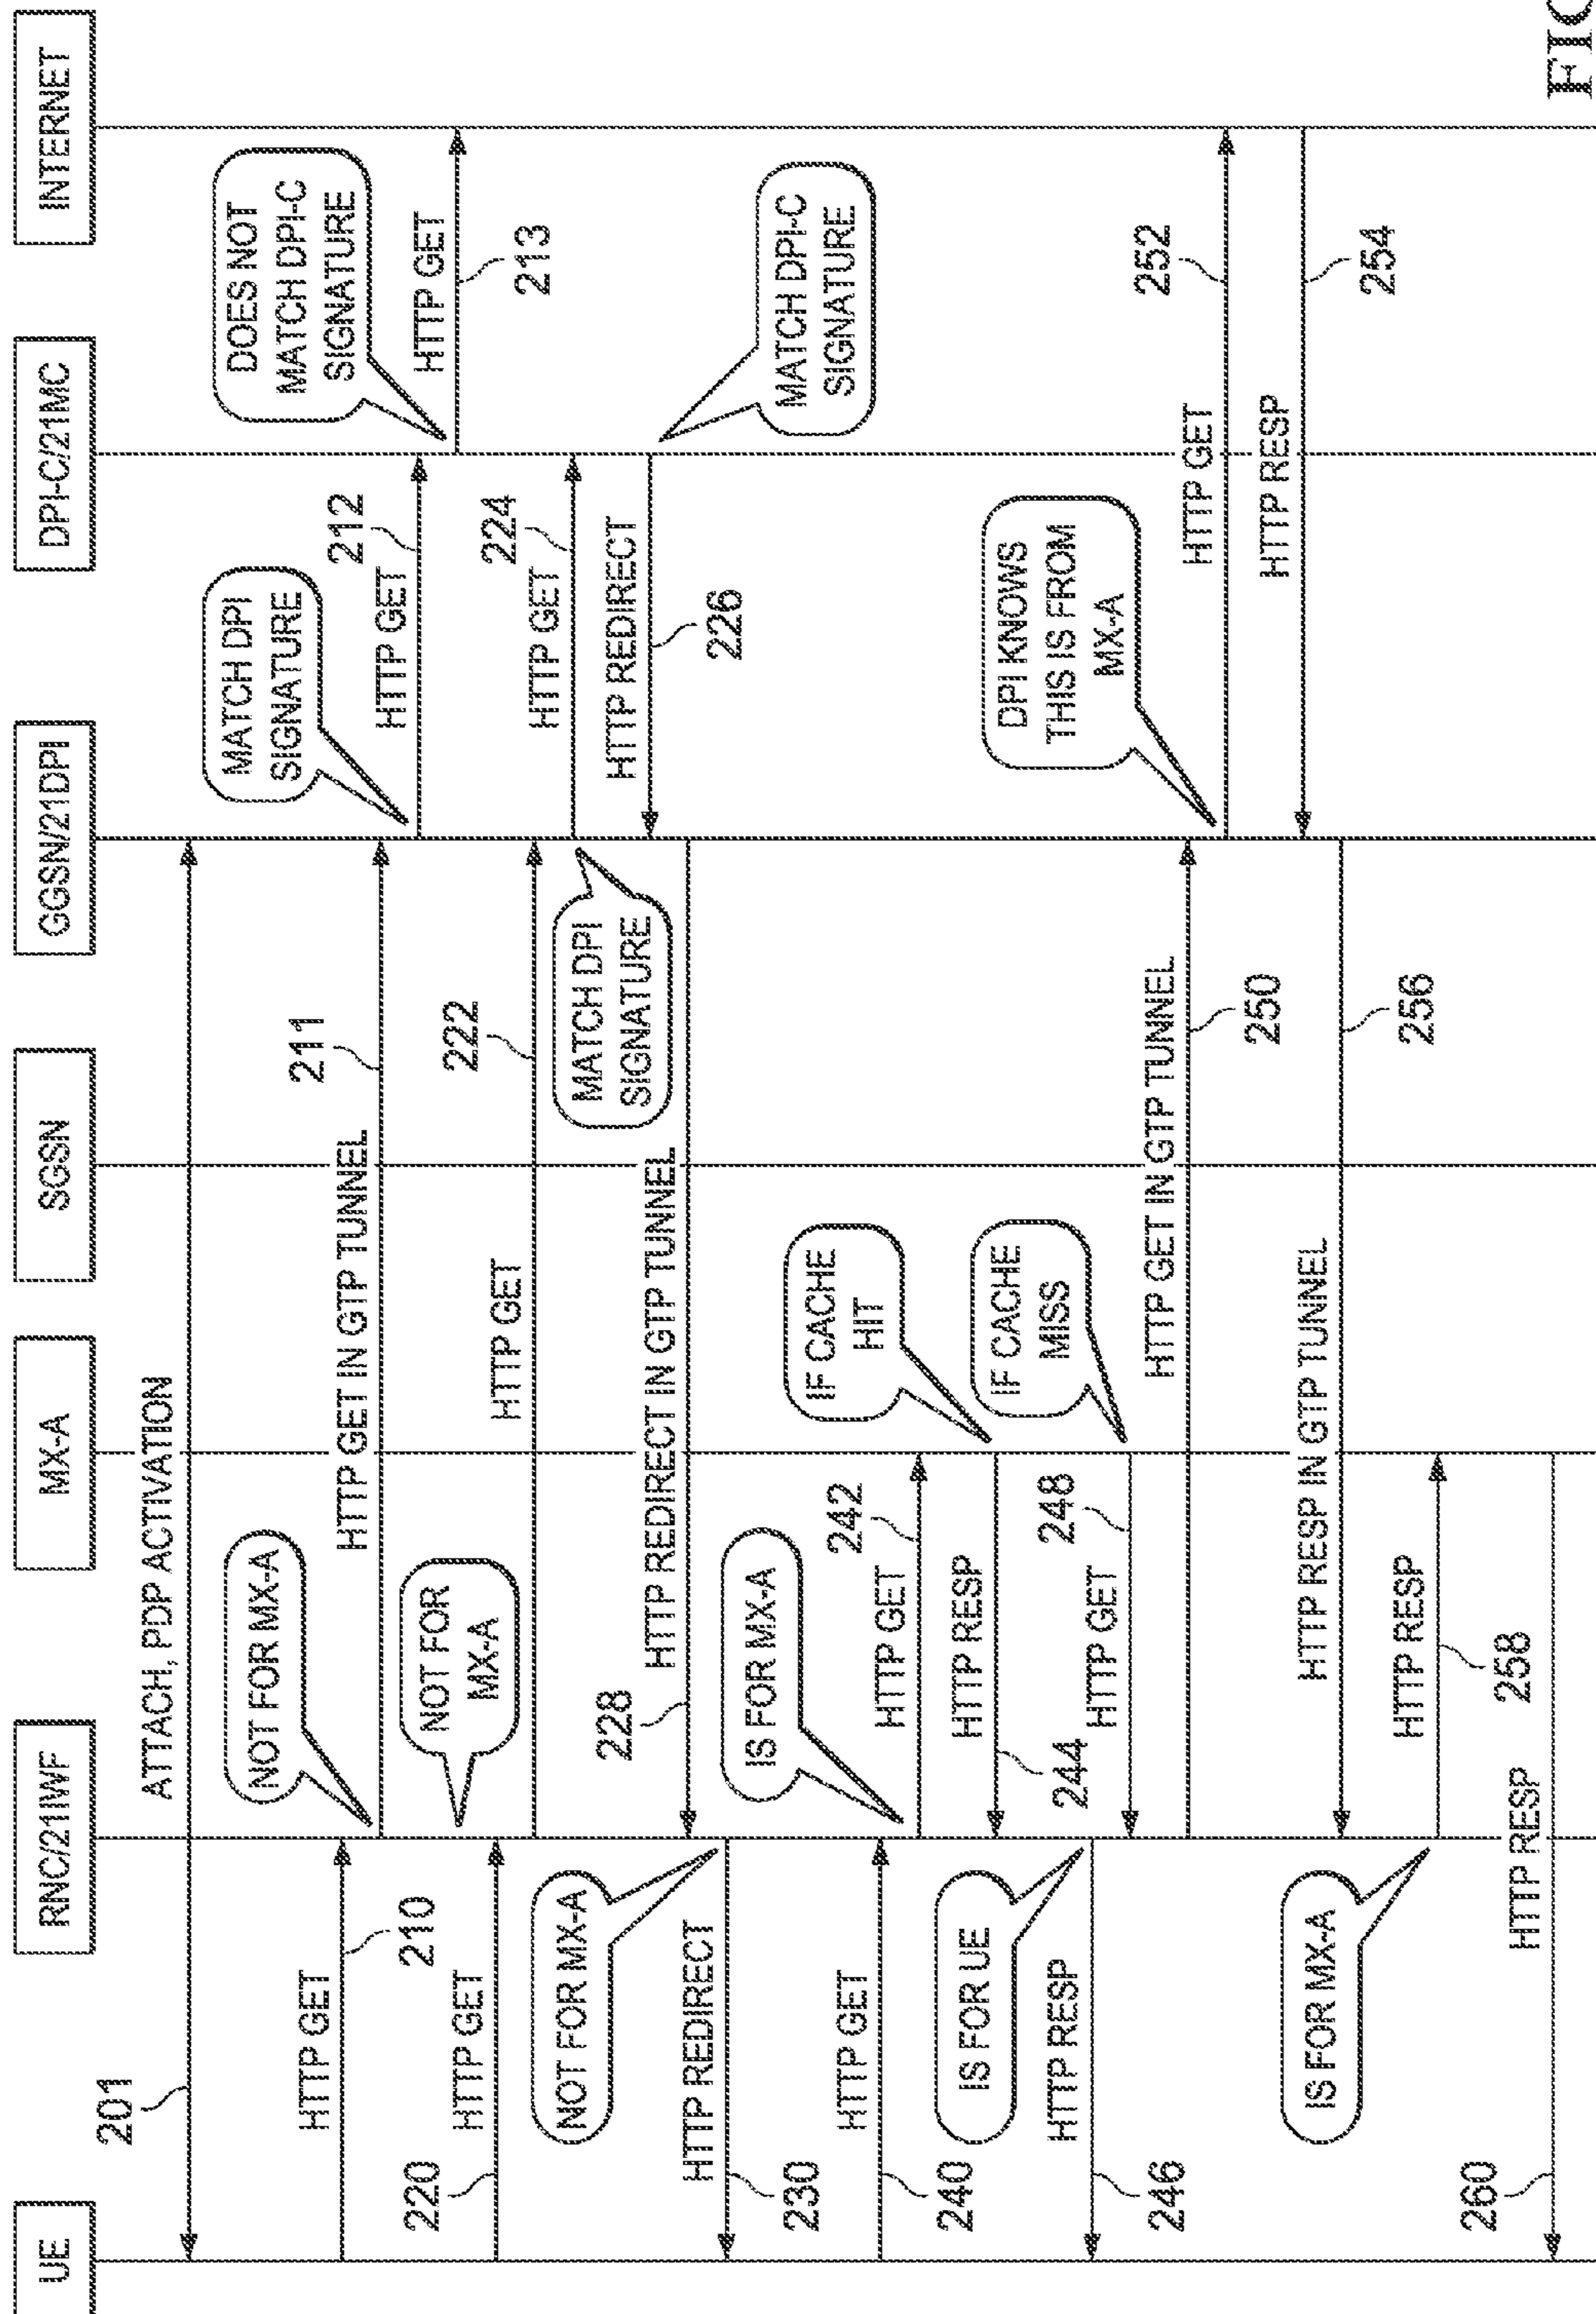 UE
RNC/21IWF
MX-A
SGSN
GGSN/21DPI
DPI-C/21MC
INTERNET
201
ATTACH, PDP ACTIVATION
HTTP GET
210
NOT FOR MX-A
HTTP GET IN GTP TUNNEL
211
MATCH DPI
SIGNATURE
HTTP GET
212
DOES NOT
MATCH DPI-C
SIGNATURE
HTTP GET
213
220
HTTP GET
NOT FOR
MX-A
HTTP GET
222
MATCH DPI
SIGNATURE
HTTP GET
224
HTTP REDIRECT
226
MATCH DPI-C
SIGNATURE
228
HTTP REDIRECT IN GTP TUNNEL
NOT FOR MX-A
HTTP REDIRECT
230
HTTP GET
240
IS FOR MX-A
HTTP GET
242
IF CACHE
HIT
HTTP RESP
244
IS FOR UE
HTTP RESP
246
IF CACHE
MISS
HTTP GET
248
HTTP GET IN GTP TUNNEL
250
DPI KNOWS
THIS IS FROM
MX-A
HTTP GET
252
HTTP RESP
254
HTTP RESP IN GTP TUNNEL
256
IS FOR MX-A
HTTP RESP
258
HTTP RESP
260